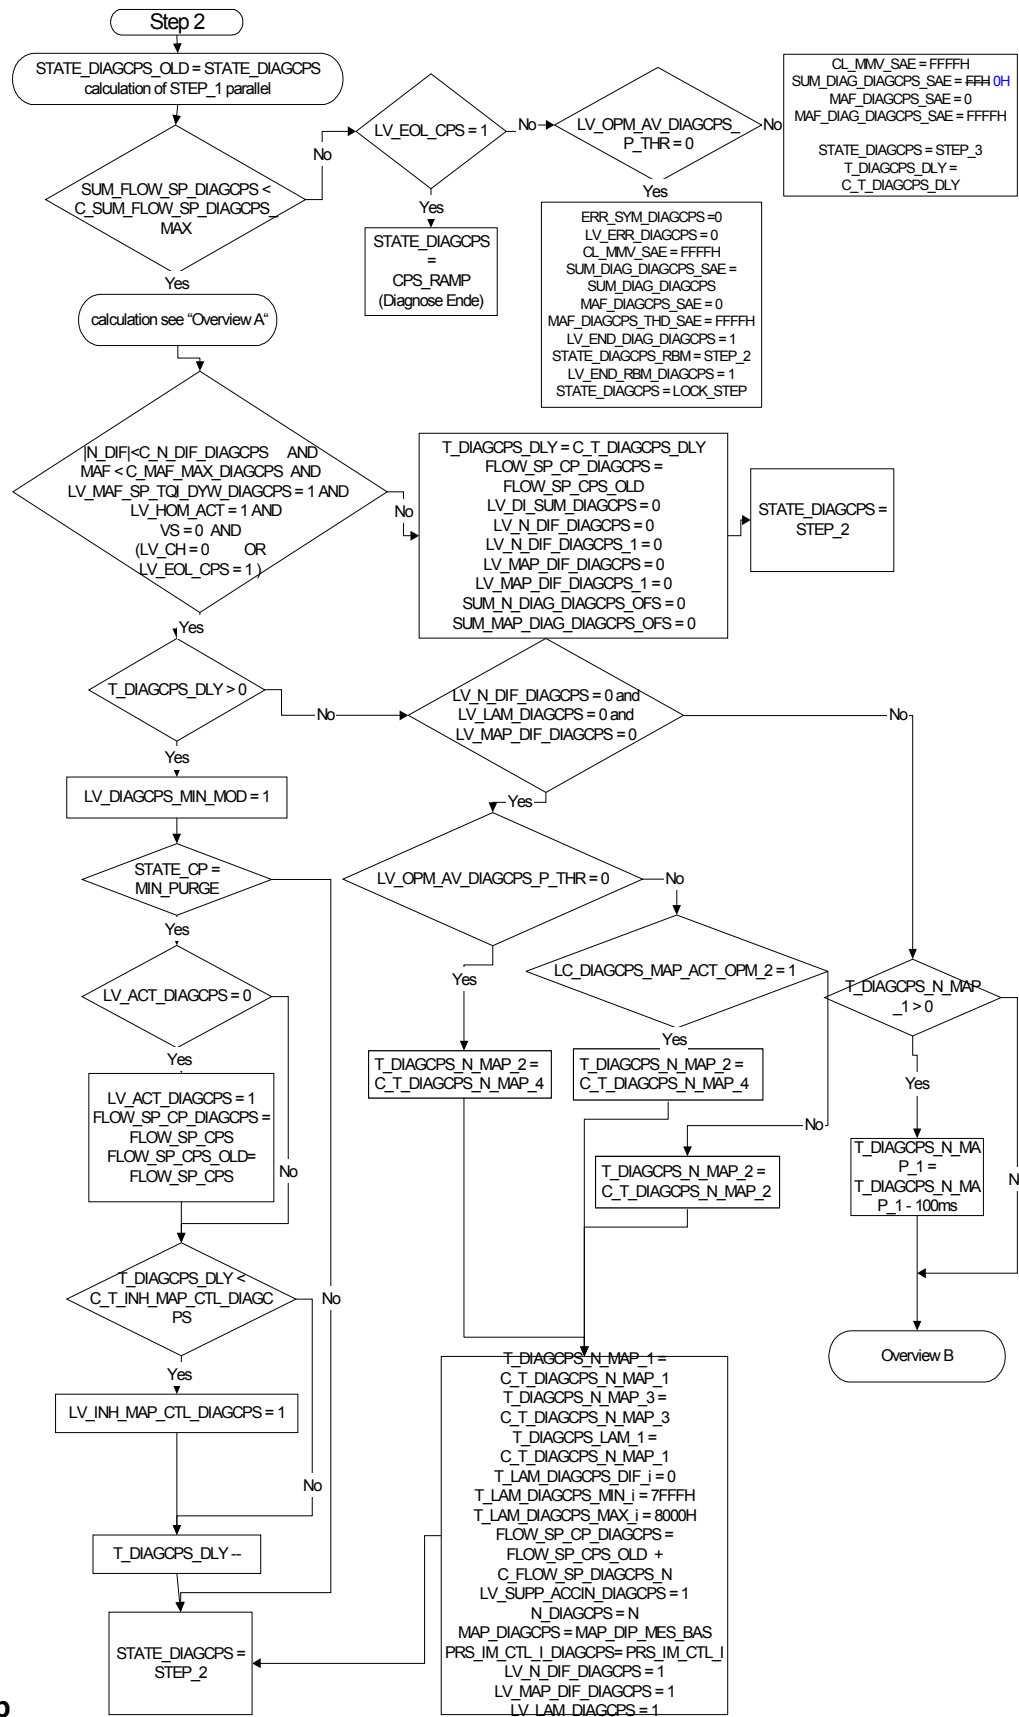 Step 2
STATE_DIAGCPS_OLD = STATE_DIAGCPS
calculation of STEP_1 parallel
SUM_FLOW_SP_DIAGCPS <
C_SUM_FLOW_SP_DIAGCPS_
MAX
No
Yes
LV_EOL_CPS = 1
No
Yes
STATE_DIAGCPS
=
CPS_RAMP
(Diagnose Ende)
LV_OPM_AV_DIAGCPS_
P_THR = 0
No
Yes
CL_MMV_SAE = FFFFH
SUM_DIAG_DIAGCPS_SAE = FFH 0H
MAF_DIAGCPS_SAE = 0
MAF_DIAG_DIAGCPS_SAE = FFFFH
STATE_DIAGCPS = STEP_3
T_DIAGCPS_DLY =
C_T_DIAGCPS_DLY
ERR_SYM_DIAGCPS =0
LV_ERR_DIAGCPS = 0
CL_MMV_SAE = FFFFH
SUM_DIAG_DIAGCPS_SAE =
SUM_DIAG_DIAGCPS
MAF_DIAGCPS_SAE = 0
MAF_DIAGCPS_THD_SAE = FFFFH
LV_END_DIAG_DIAGCPS = 1
STATE_DIAGCPS_RBM = STEP_2
LV_END_RBM_DIAGCPS = 1
STATE_DIAGCPS = LOCK_STEP
calculation see "Overview A"
|N_DIF|<C_N_DIF_DIAGCPS AND
MAF < C_MAF_MAX_DIAGCPS AND
LV_MAF_SP_TQI_DYW_DIAGCPS = 1 AND
LV_HOM_ACT = 1 AND
VS = 0 AND
(LV_CH = 0 OR
LV_EOL_CPS = 1 )
No
Yes
T_DIAGCPS_DLY = C_T_DIAGCPS_DLY
FLOW_SP_CP_DIAGCPS =
FLOW_SP_CPS_OLD
LV_DI_SUM_DIAGCPS = 0
LV_N_DIF_DIAGCPS = 0
LV_N_DIF_DIAGCPS_1 = 0
LV_MAP_DIF_DIAGCPS = 0
LV_MAP_DIF_DIAGCPS_1 = 0
SUM_N_DIAG_DIAGCPS_OFS = 0
SUM_MAP_DIAG_DIAGCPS_OFS = 0
STATE_DIAGCPS =
STEP_2
T_DIAGCPS_DLY > 0
No
Yes
LV_N_DIF_DIAGCPS = 0 and
LV_LAM_DIAGCPS = 0 and
LV_MAP_DIF_DIAGCPS = 0
No
Yes
LV_DIAGCPS_MIN_MOD = 1
STATE_CP =
MIN_PURGE
Yes
No
LV_ACT_DIAGCPS = 0
Yes
No
LV_ACT_DIAGCPS = 1
FLOW_SP_CP_DIAGCPS =
FLOW_SP_CPS
FLOW_SP_CPS_OLD=
FLOW_SP_CPS
T_DIAGCPS_DLY <
C_T_INH_MAP_CTL_DIAGC
PS
Yes
No
LV_INH_MAP_CTL_DIAGCPS = 1
T_DIAGCPS_DLY --
STATE_DIAGCPS =
STEP_2
LV_OPM_AV_DIAGCPS_P_THR = 0
No
Yes
LC_DIAGCPS_MAP_ACT_OPM_2 = 1
Yes
No
T_DIAGCPS_N_MAP_2 =
C_T_DIAGCPS_N_MAP_4
T_DIAGCPS_N_MAP_2 =
C_T_DIAGCPS_N_MAP_4
T_DIAGCPS_N_MAP_2 =
C_T_DIAGCPS_N_MAP_2
T_DIAGCPS_N_MAP
_1 > 0
Yes
N
T_DIAGCPS_N_MA
P_1 =
T_DIAGCPS_N_MA
P_1 - 100ms
Overview B
T_DIAGCPS_N_MAP_1 =
C_T_DIAGCPS_N_MAP_1
T_DIAGCPS_N_MAP_3 =
C_T_DIAGCPS_N_MAP_3
T_DIAGCPS_LAM_1 =
C_T_DIAGCPS_N_MAP_1
T_LAM_DIAGCPS_DIF_i = 0
T_LAM_DIAGCPS_MIN_i = 7FFFH
T_LAM_DIAGCPS_MAX_i = 8000H
FLOW_SP_CP_DIAGCPS =
FLOW_SP_CPS_OLD +
C_FLOW_SP_DIAGCPS_N
LV_SUPP_ACCIN_DIAGCPS = 1
N_DIAGCPS = N
MAP_DIAGCPS = MAP_DIP_MES_BAS
PRS_IM_CTL_I_DIAGCPS= PRS_IM_CTL_I
LV_N_DIF_DIAGCPS = 1
LV_MAP_DIF_DIAGCPS = 1
LV_LAM_DIAGCPS = 1